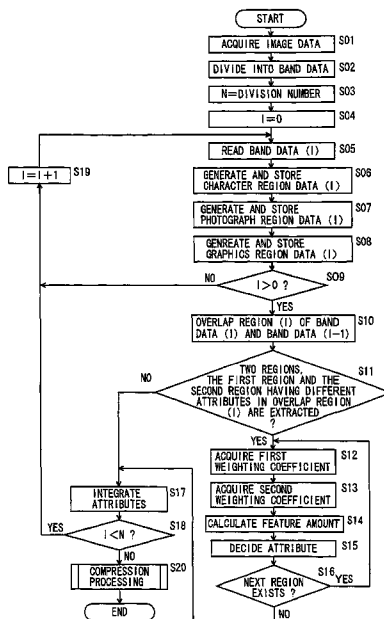 START
ACQUIRE IMAGE DATA S01
DIVIDE INTO BAND DATA S02
N=DIVISION NUMBER S03
I=0 S04
READ BAND DATA (I) S05
I=I+1 S19
GENERATE AND STORE S06
CHARACTER REGION DATA (I)
GENERATE AND STORE S07
PHOTOGRAPH REGION DATA (I)
GENREATE AND STORE S08
GRAPHICS REGION DATA (I)
I>0 ? S09
NO
YES
OVERLAP REGION (I) OF BAND S10
DATA (I) AND BAND DATA (I-1)
S11
NO
TWO REGIONS,
THE FIRST REGION AND THE
SECOND REGION HAVING DIFFERENT
ATTRIBUTES IN OVERLAP REGION
(I) ARE EXTRACTED
?
YES
ACQUIRE FIRST S12
WEIGHTING COEFFICIENT
ACQUIRE SECOND S13
WEIGHTING COEFFICIENT
CALCULATE FEATURE AMOUNT S14
DECIDE ATTRIBUTE S15
S16
NEXT REGION YES
EXISTS ?
NO
INTEGRATE S17
ATTRIBUTES
YES I<N ? S18
NO
COMPRESSION S20
PROCESSING
END